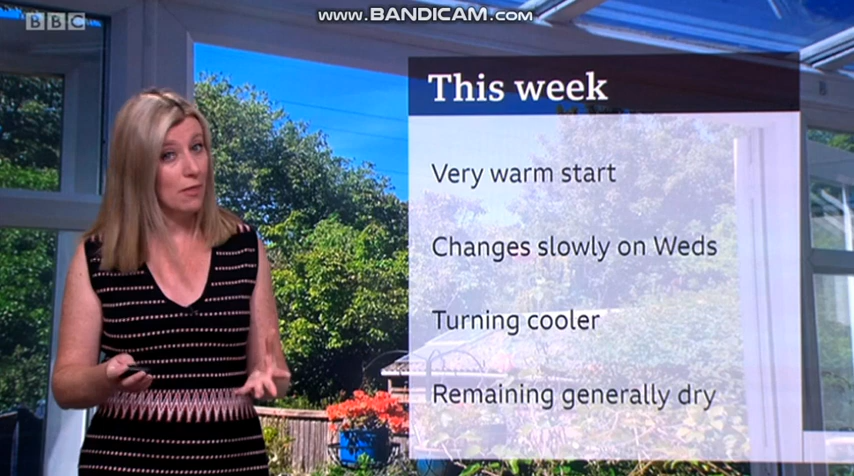 BBC
www.BANDICAM.com
This week
Very warm start
Changes slowly on Weds
Turning cooler
Remaining generally dry